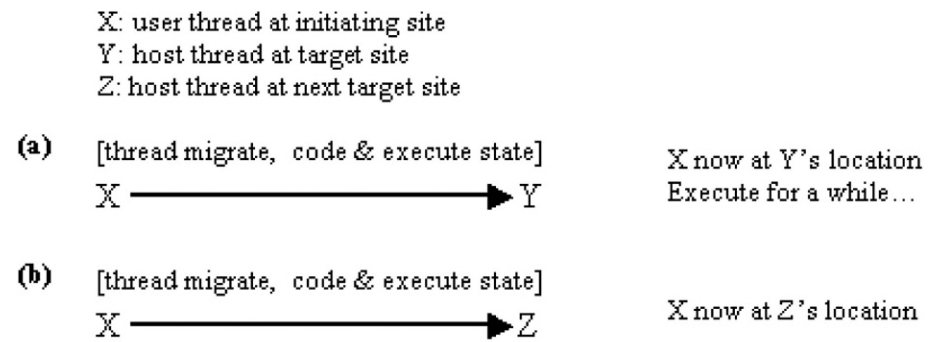 X: user thread at initiating site
Y: host thread at target site
Z: host thread at next target site
(a) [thread migrate, code & execute state]
X now at Y's location
X Y Execute for a while...
(b) [thread migrate, code & execute state]
X Z X now at Z's location